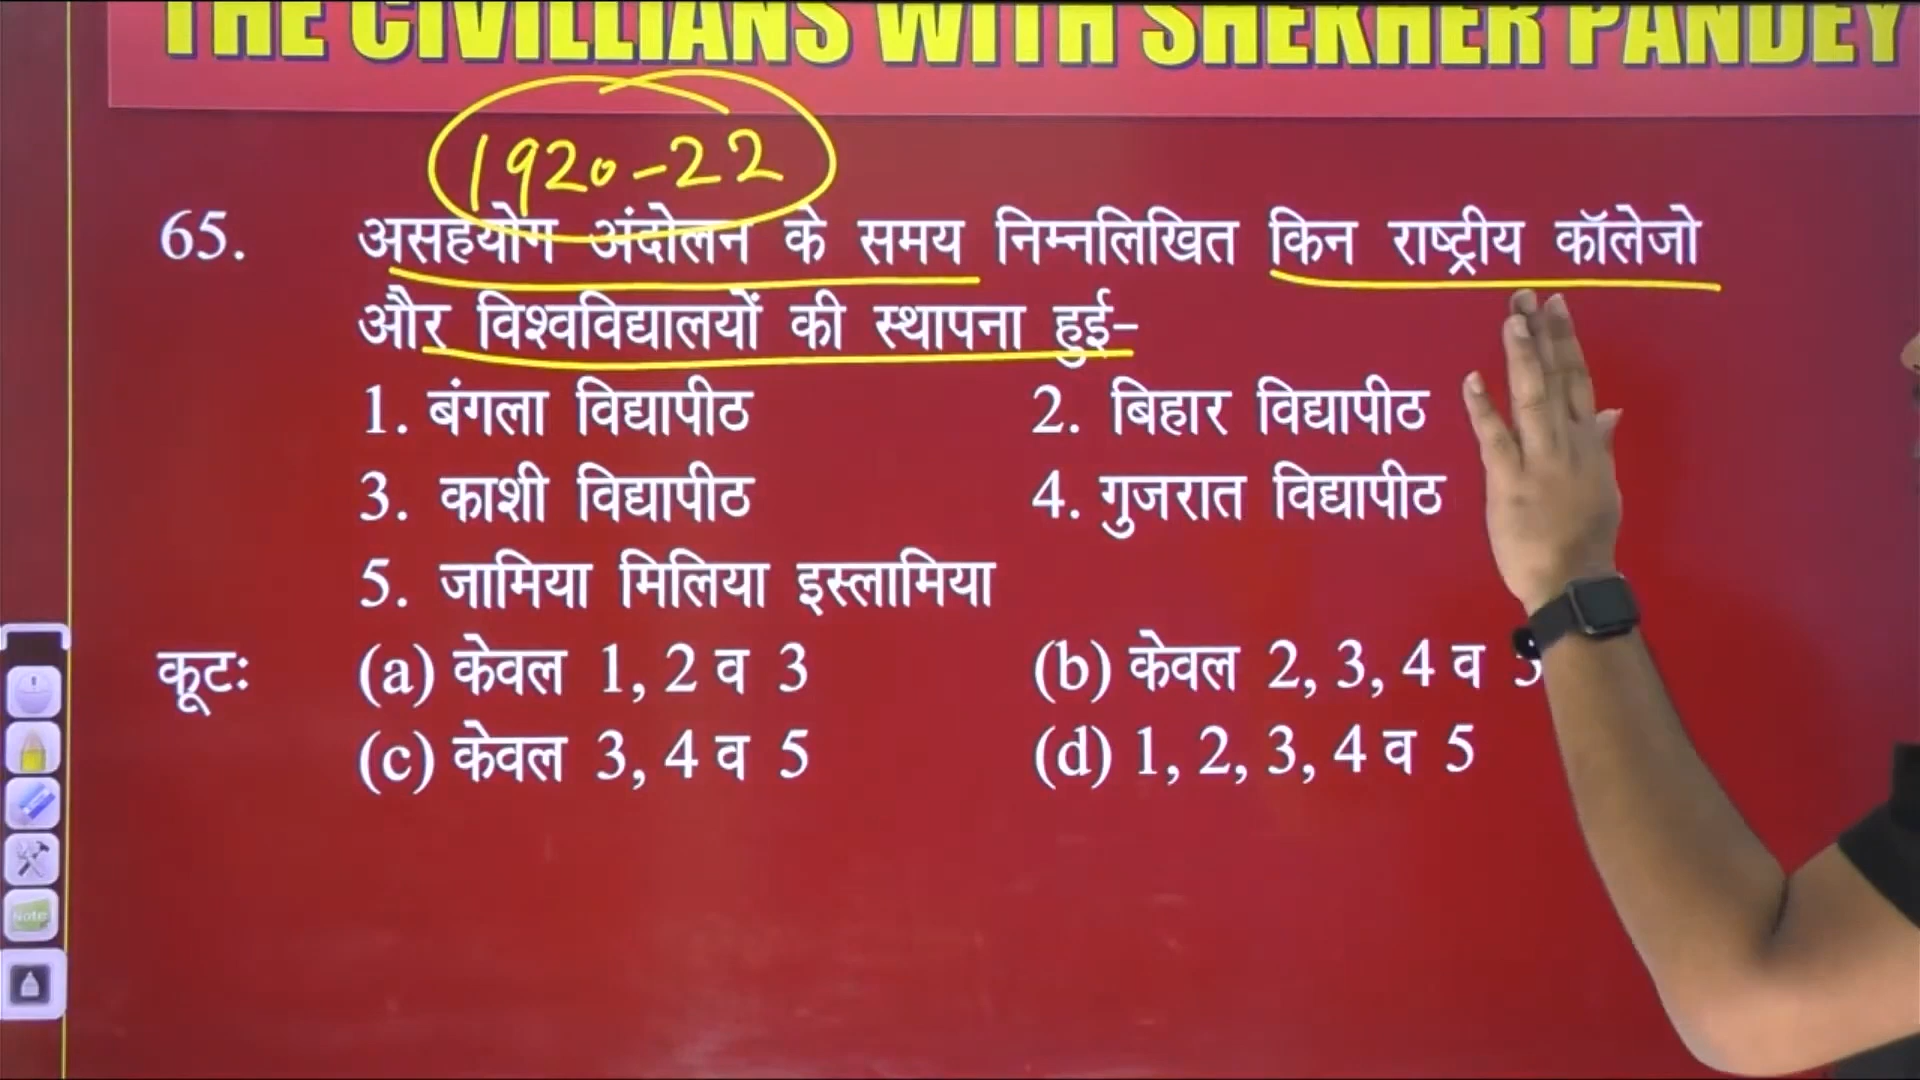 THE CIVILLIANS WITH SHEKHER PANDEY
1920-22
65. असहयोग अंदोलन के समय निम्नलिखित किन राष्ट्रीय कॉलेजो
और विश्वविद्यालयों की स्थापना हुई-
1. बंगला विद्यापीठ 2. बिहार विद्यापीठ
3. काशी विद्यापीठ 4. गुजरात विद्यापीठ
5. जामिया मिलिया इस्लामिया
कूटः (a) केवल 1, 2 व 3 (b) केवल 2, 3, 4 व 5
(c) केवल 3, 4 व 5 (d) 1, 2, 3, 4 व 5
Note